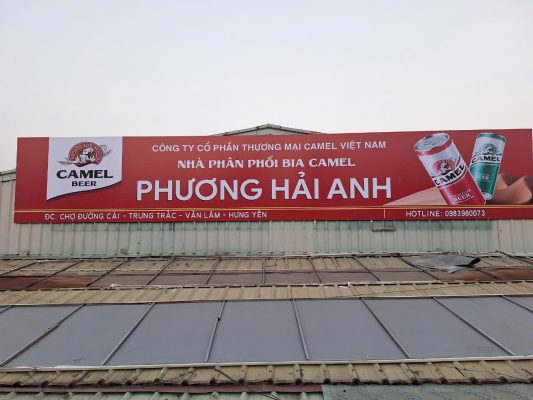 CÔNG TY CỔ PHẦN THƯƠNG MẠI CAMEL VIỆT NAM
NHÀ PHÂN PHỐI BIA CAMEL
CAMEL
BEER
PHƯƠNG HẢI ANH
CAMEL
BEER
CAMEL
ĐC: CHỢ ĐƯỜNG CÁI - TRƯNG TRẮC - VĂN LÂM - HƯNG YÊN
HOTLINE: 0983980073